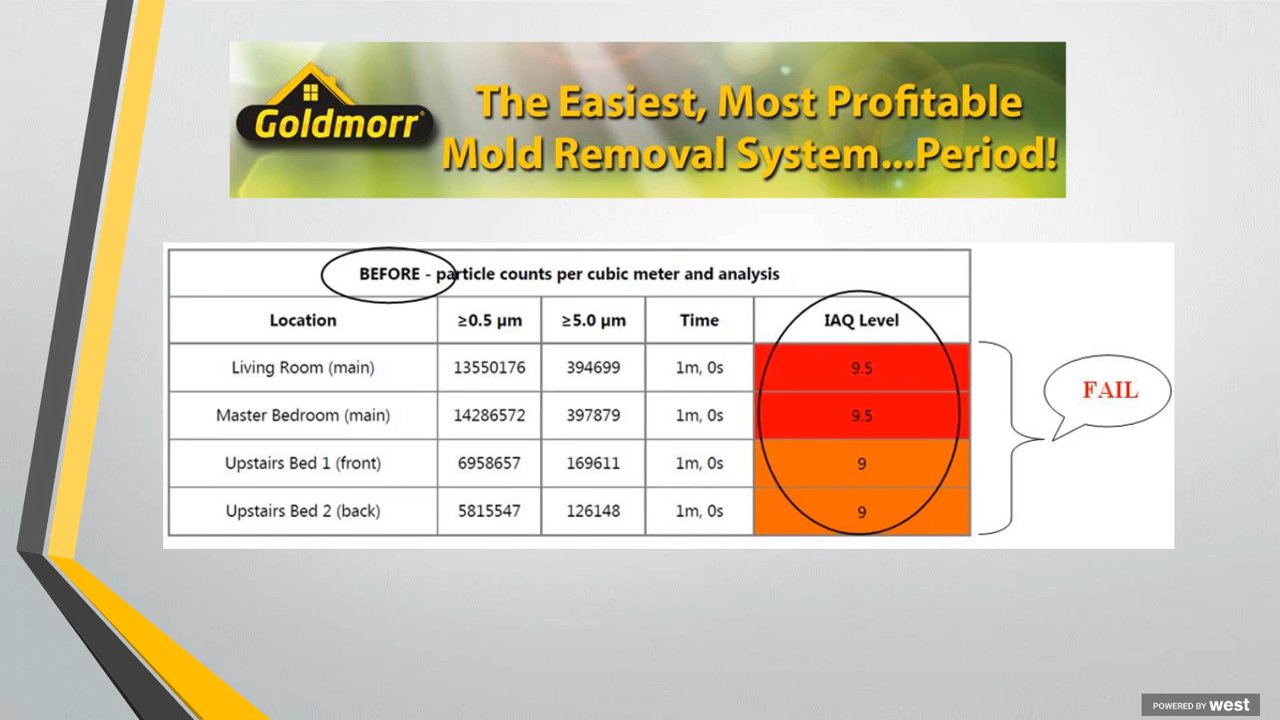 Goldmorr®
The Easiest, Most Profitable
Mold Removal System...Period!
BEFORE - particle counts per cubic meter and analysis
Location ≥0.5 µm ≥5.0 µm Time IAQ Level
Living Room (main) 13550176 394699 1m, 0s 9.5
Master Bedroom (main) 14286572 397879 1m, 0s 9.5
Upstairs Bed 1 (front) 6958657 169611 1m, 0s 9
Upstairs Bed 2 (back) 5815547 126148 1m, 0s 9
FAIL
POWERED BY west